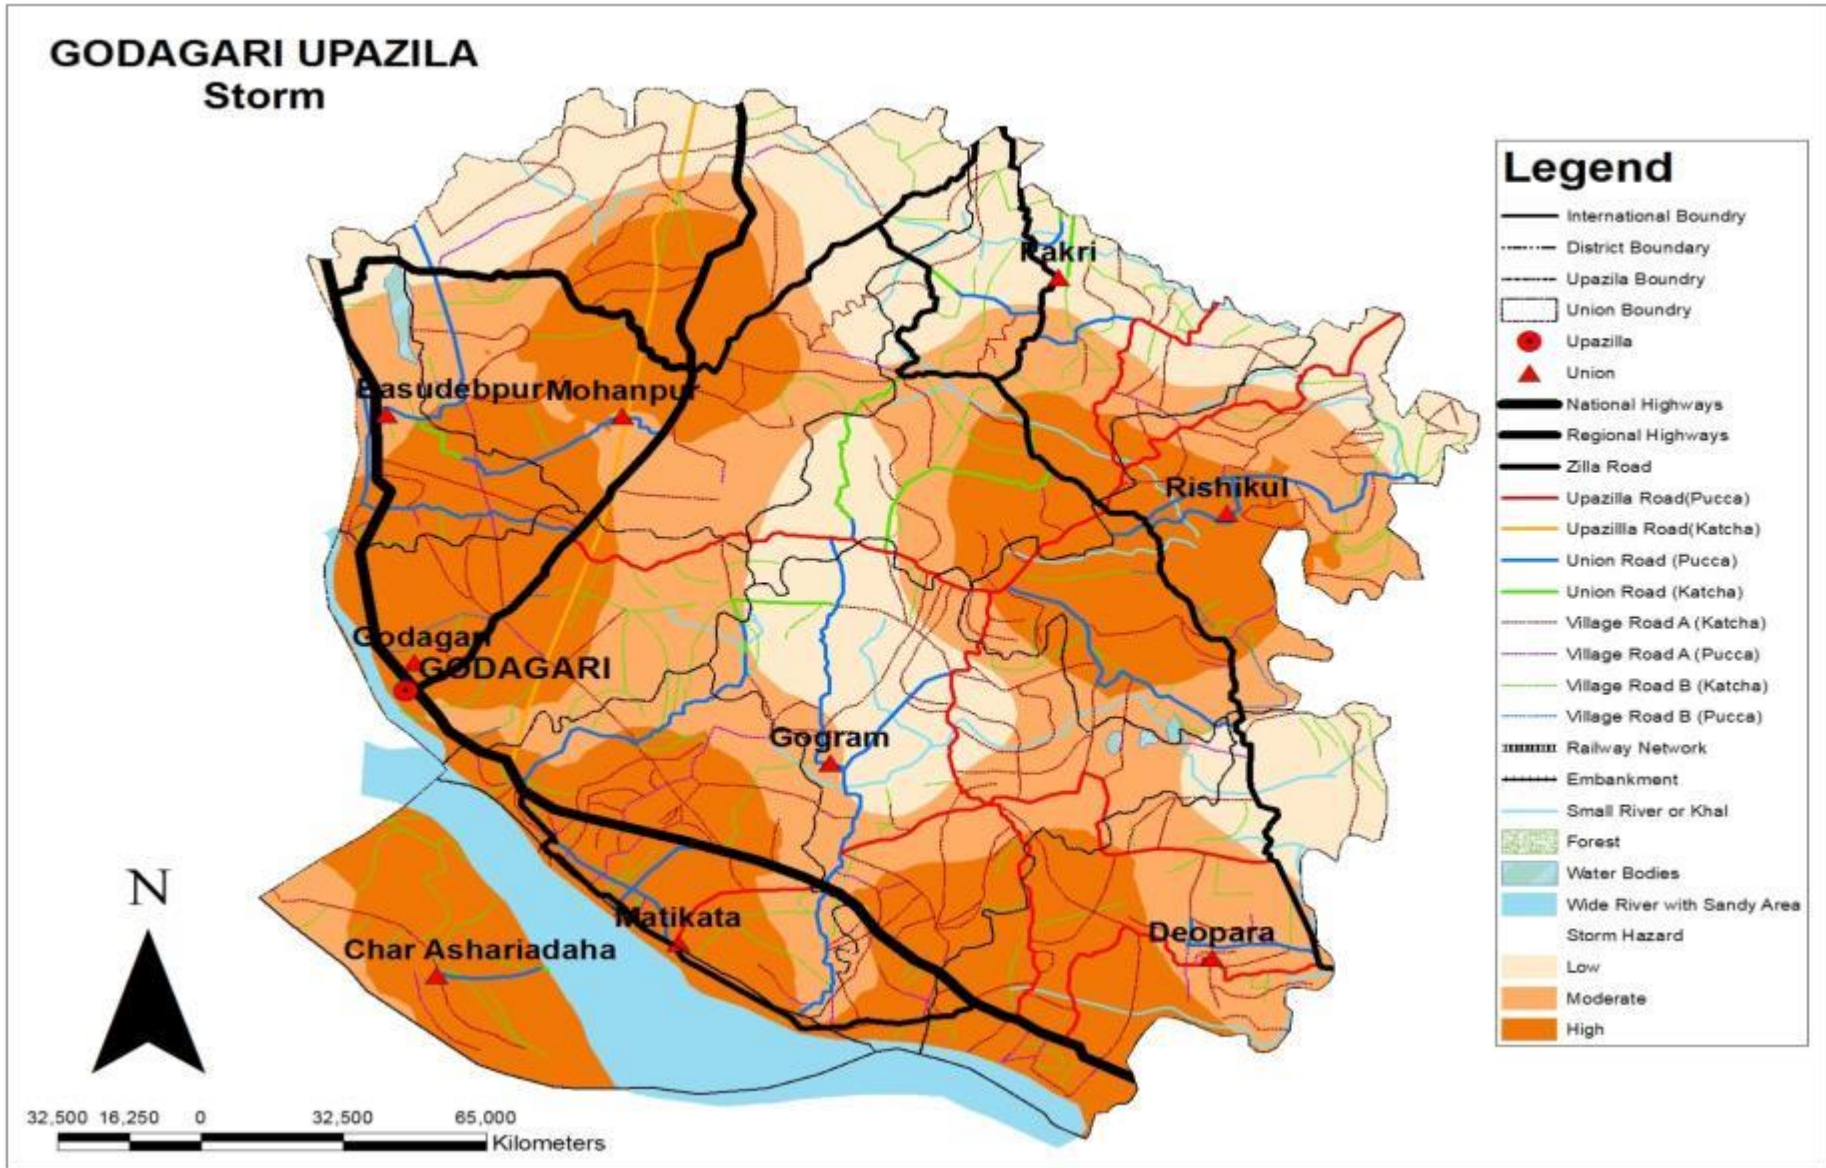 GODAGARI UPAZILA
Storm
Pakri
Basudebpur
Mohanpur
Rishikul
Godagari
GODAGARI
Gogram
Matikata
Deopara
Char Ashariadaha
N
32,500 16,250 0 32,500 65,000
Kilometers
Legend
International Boundry
District Boundary
Upazila Boundry
Union Boundry
Upazilla
Union
National Highways
Regional Highways
Zilla Road
Upazilla Road(Pucca)
Upazillla Road(Katcha)
Union Road (Pucca)
Union Road (Katcha)
Village Road A (Katcha)
Village Road A (Pucca)
Village Road B (Katcha)
Village Road B (Pucca)
Railway Network
Embankment
Small River or Khal
Forest
Water Bodies
Wide River with Sandy Area
Storm Hazard
Low
Moderate
High